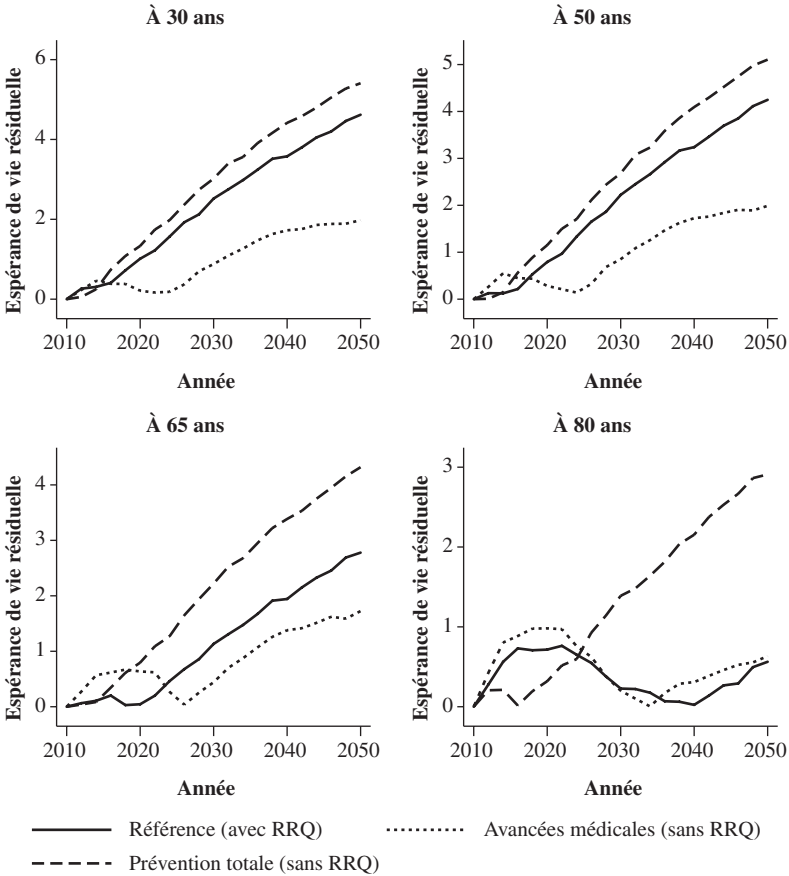 À 30 ans
Espérance de vie résiduelle
6
4
2
0
2010 2020 2030 2040 2050
Année
À 50 ans
Espérance de vie résiduelle
5
4
3
2
1
0
2010 2020 2030 2040 2050
Année
À 65 ans
Espérance de vie résiduelle
4
3
2
1
0
2010 2020 2030 2040 2050
Année
À 80 ans
Espérance de vie résiduelle
3
2
1
0
2010 2020 2030 2040 2050
Année
Référence (avec RRQ)
Avancées médicales (sans RRQ)
Prévention totale (sans RRQ)